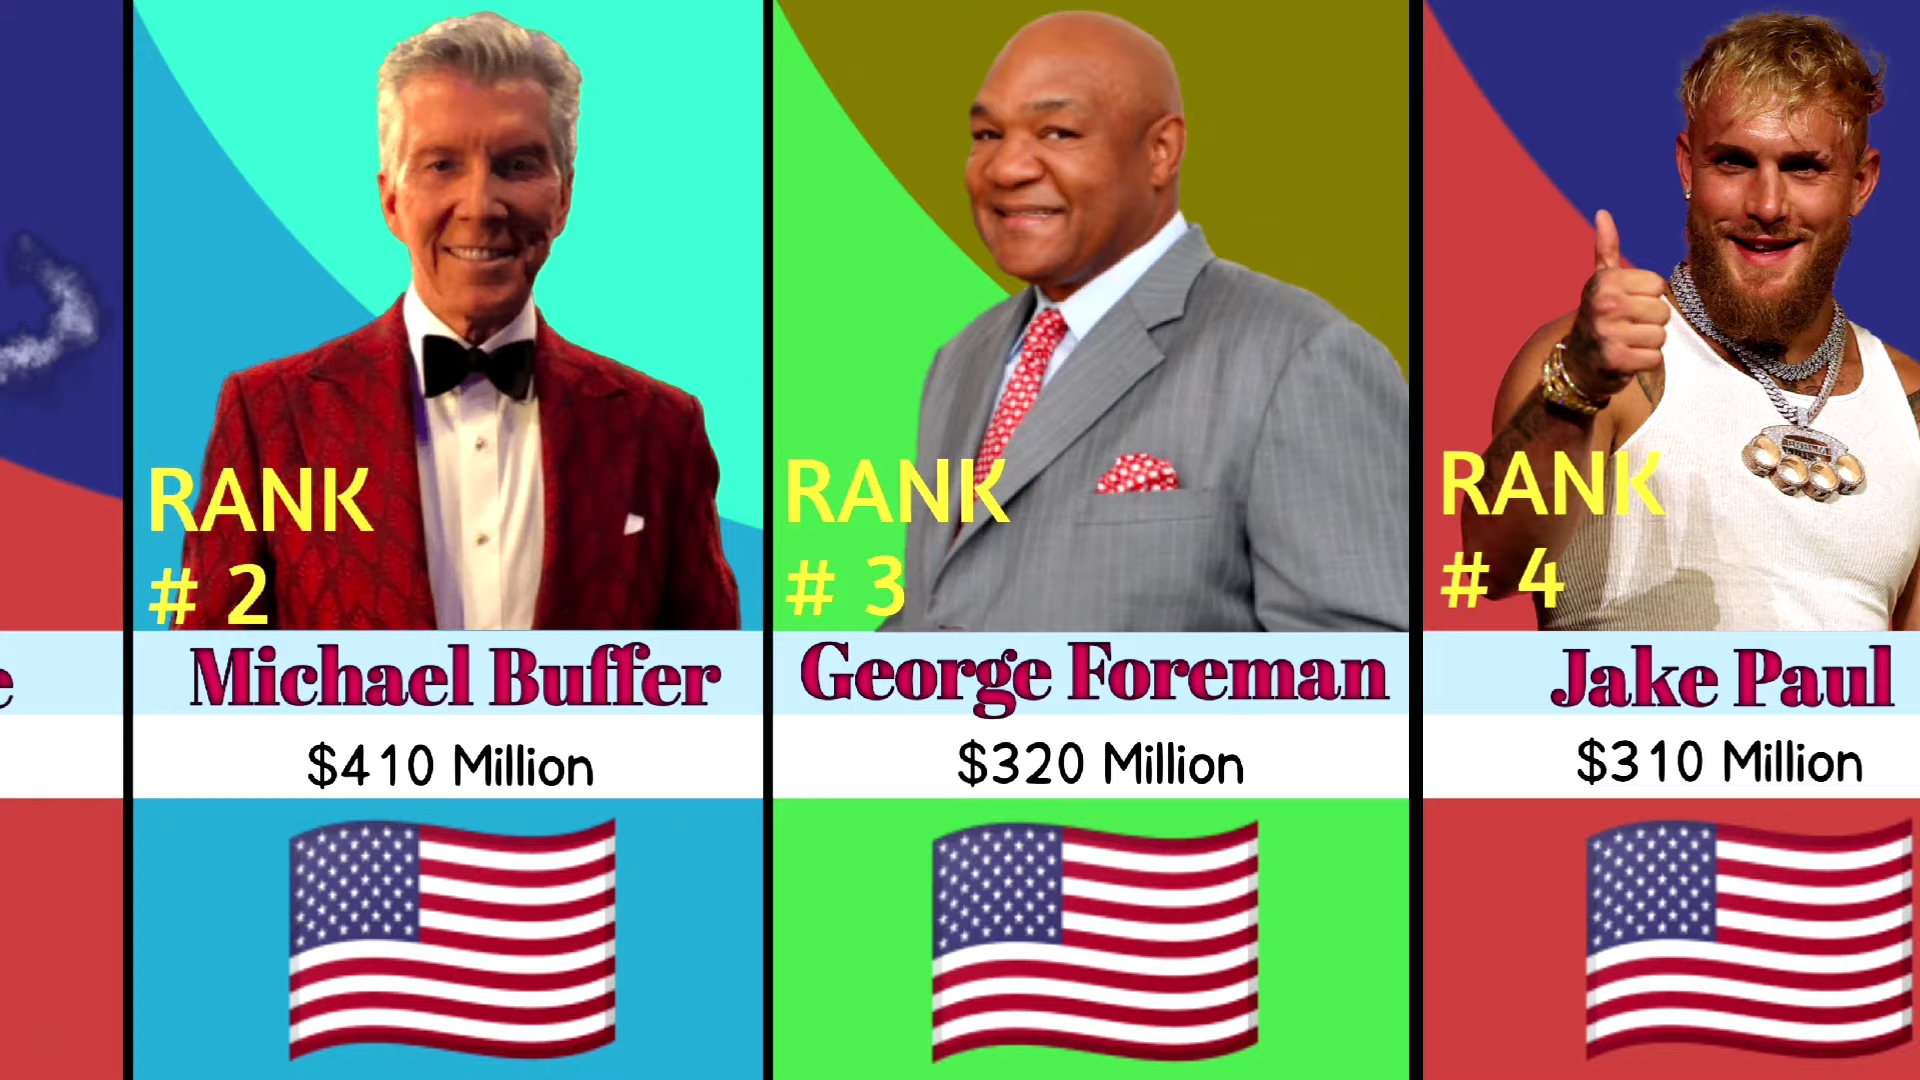 e
RANK
# 2
Michael Buffer
$410 Million
RANK
# 3
George Foreman
$320 Million
RANK
# 4
Jake Paul
$310 Million